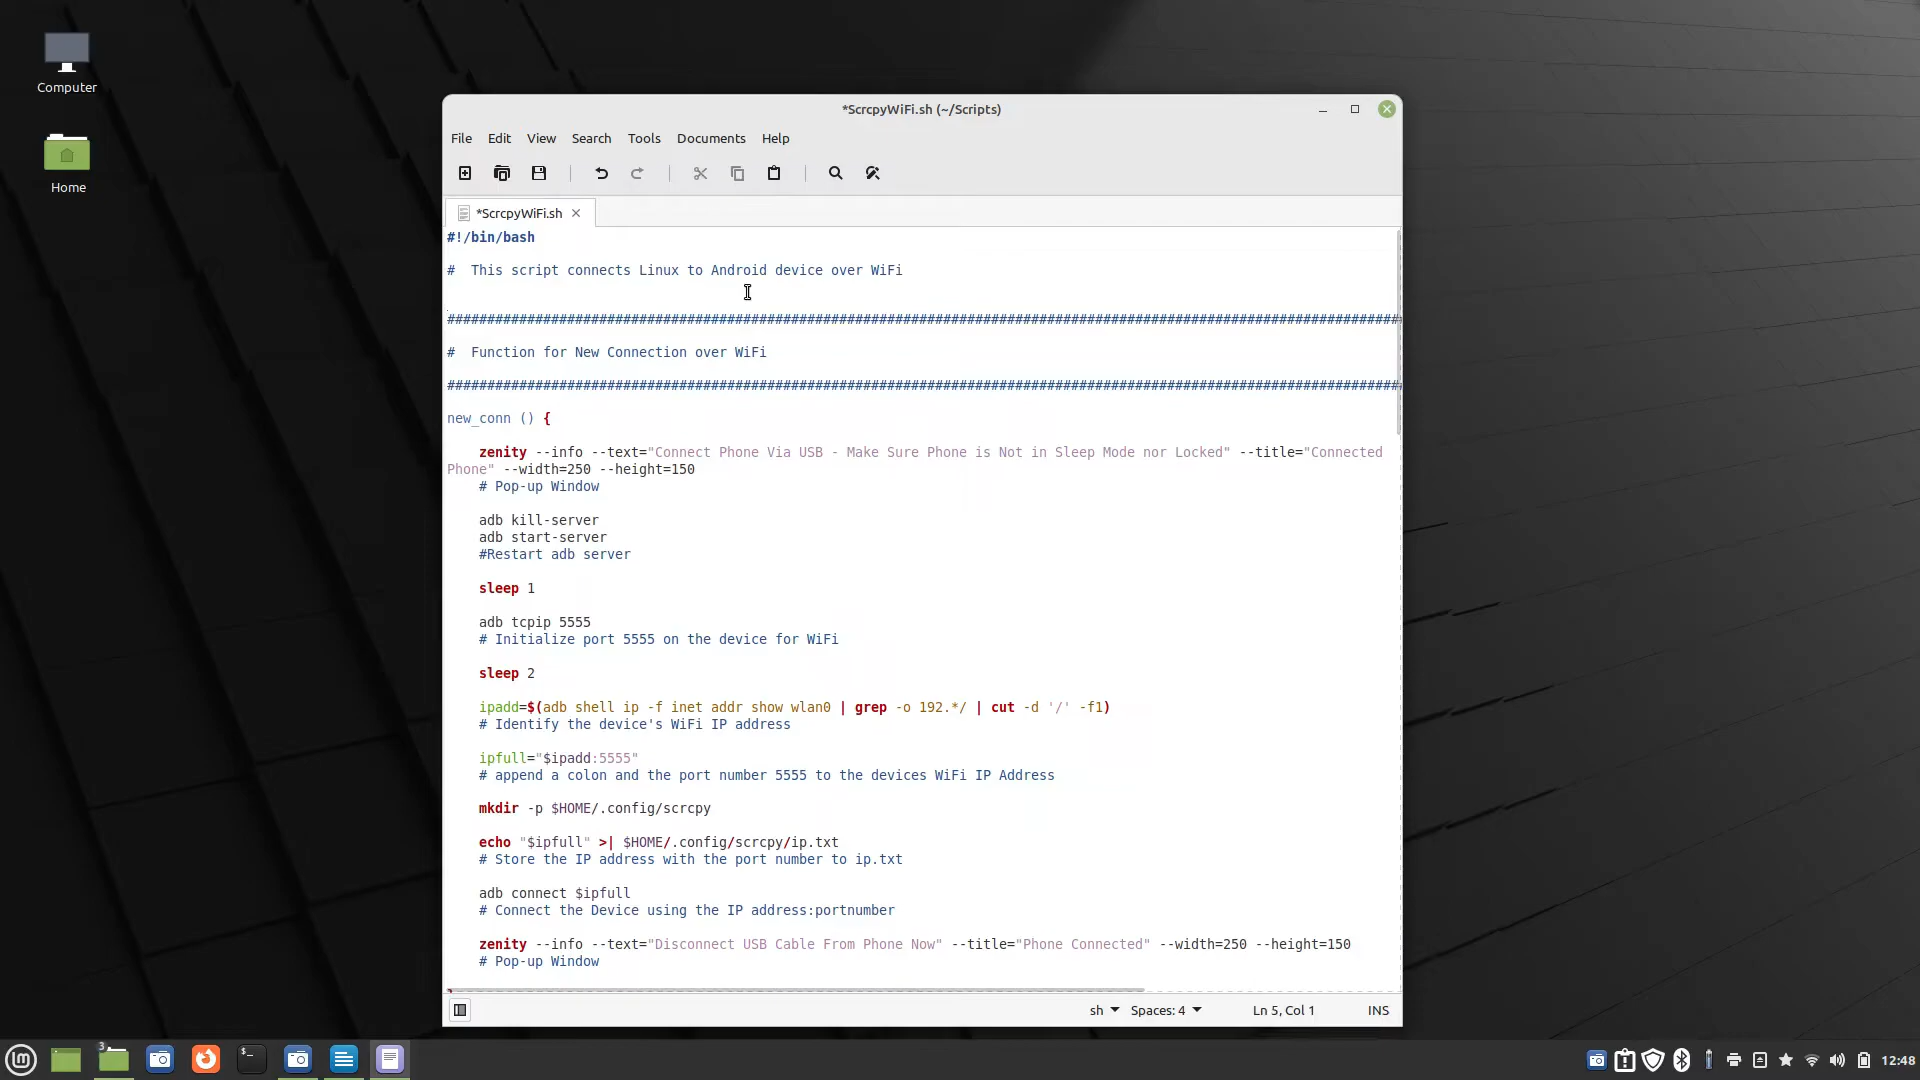 Computer
Home
*ScrcpyWiFi.sh (~/Scripts)
File Edit View Search Tools Documents Help
*ScrcpyWiFi.sh
#!/bin/bash
#  This script connects Linux to Android device over WiFi
#######################################################################################################################
#  Function for New Connection over WiFi
#######################################################################################################################
new_conn () {
    zenity --info --text="Connect Phone Via USB - Make Sure Phone is Not in Sleep Mode nor Locked" --title="Connected
Phone" --width=250 --height=150
    # Pop-up Window
    adb kill-server
    adb start-server
    #Restart adb server
    sleep 1
    adb tcpip 5555
    # Initialize port 5555 on the device for WiFi
    sleep 2
    ipadd=$(adb shell ip -f inet addr show wlan0 | grep -o 192.*/ | cut -d '/' -f1)
    # Identify the device's WiFi IP address
    ipfull="$ipadd:5555"
    # append a colon and the port number 5555 to the devices WiFi IP Address
    mkdir -p $HOME/.config/scrcpy
    echo "$ipfull" >| $HOME/.config/scrcpy/ip.txt
    # Store the IP address with the port number to ip.txt
    adb connect $ipfull
    # Connect the Device using the IP address:portnumber
    zenity --info --text="Disconnect USB Cable From Phone Now" --title="Phone Connected" --width=250 --height=150
    # Pop-up Window
sh Spaces: 4 Ln 5, Col 1 INS
3
12:48